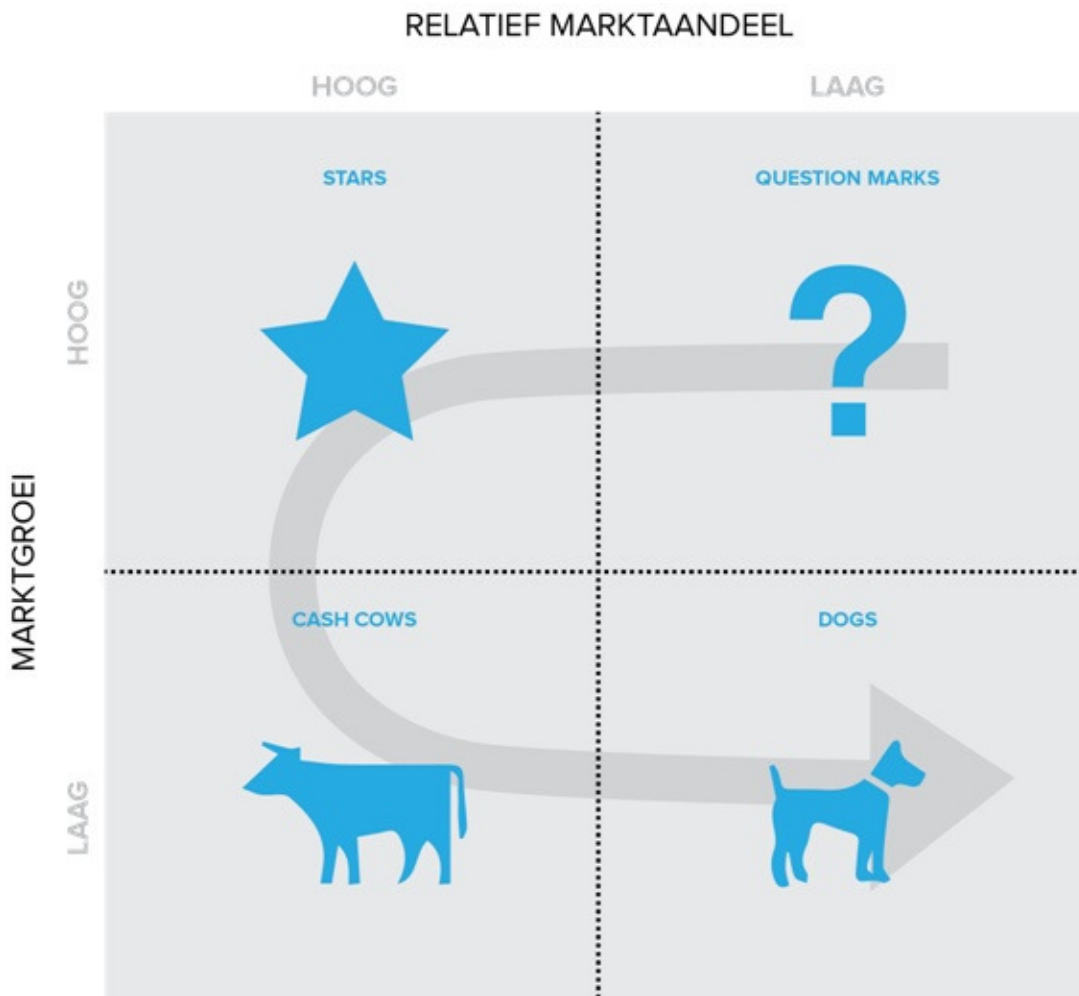 RELATIEF MARKTAANDEEL
HOOG
LAAG
STARS
QUESTION MARKS
HOOG
MARKTGROEI
CASH COWS
DOGS
LAAG
?